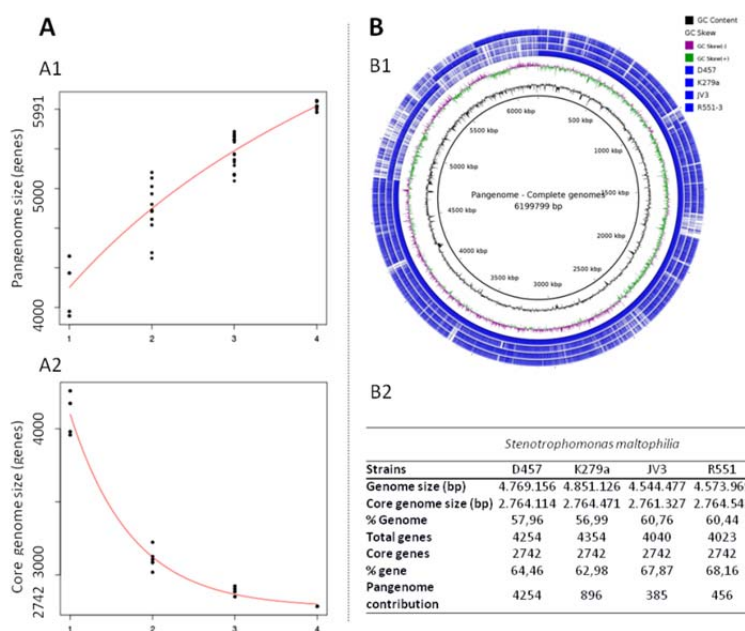 A
A1
Pangenome size (genes)
5991
5000
4000
1 2 3 4
A2
Core genome size (genes)
4000
3000
2742
1 2 3 4
B
B1
GC Content
GC Skew
GC Skew(-)
GC Skew(+)
D457
K279a
JV3
R551-3
6000 kbp
500 kbp
1000 kbp
1500 kbp
2000 kbp
2500 kbp
3000 kbp
3500 kbp
4000 kbp
4500 kbp
5000 kbp
5500 kbp
Pangenome - Complete genomes
6199799 bp
B2
Stenotrophomonas maltophilia
Strains D457 K279a JV3 R551
Genome size (bp) 4.769.156 4.851.126 4.544.477 4.573.96
Core genome size (bp) 2.764.114 2.764.471 2.761.327 2.764.54
% Genome 57,96 56,99 60,76 60,44
Total genes 4254 4354 4040 4023
Core genes 2742 2742 2742 2742
% gene 64,46 62,98 67,87 68,16
Pangenome
contribution 4254 896 385 456